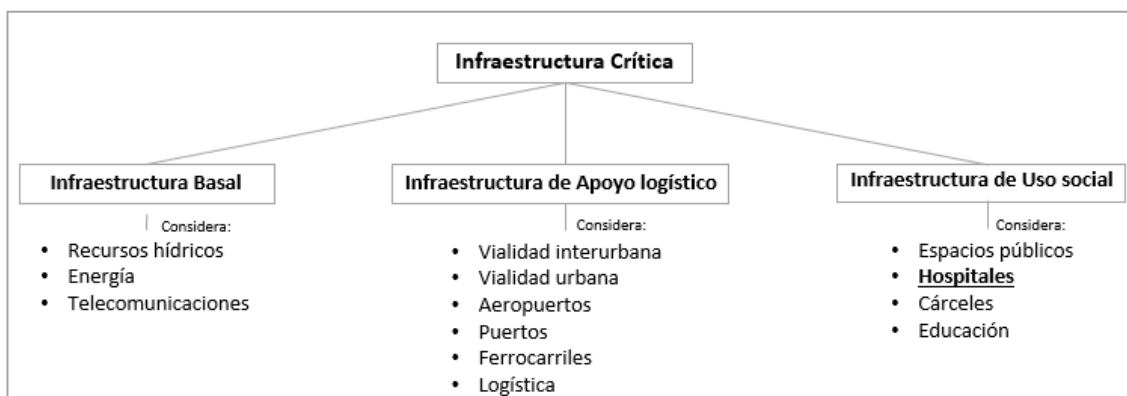 Infraestructura Crítica
Infraestructura Basal
Considera:
• Recursos hídricos
• Energía
• Telecomunicaciones
Infraestructura de Apoyo logístico
Considera:
• Vialidad interurbana
• Vialidad urbana
• Aeropuertos
• Puertos
• Ferrocarriles
• Logística
Infraestructura de Uso social
Considera:
• Espacios públicos
• Hospitales
• Cárceles
• Educación